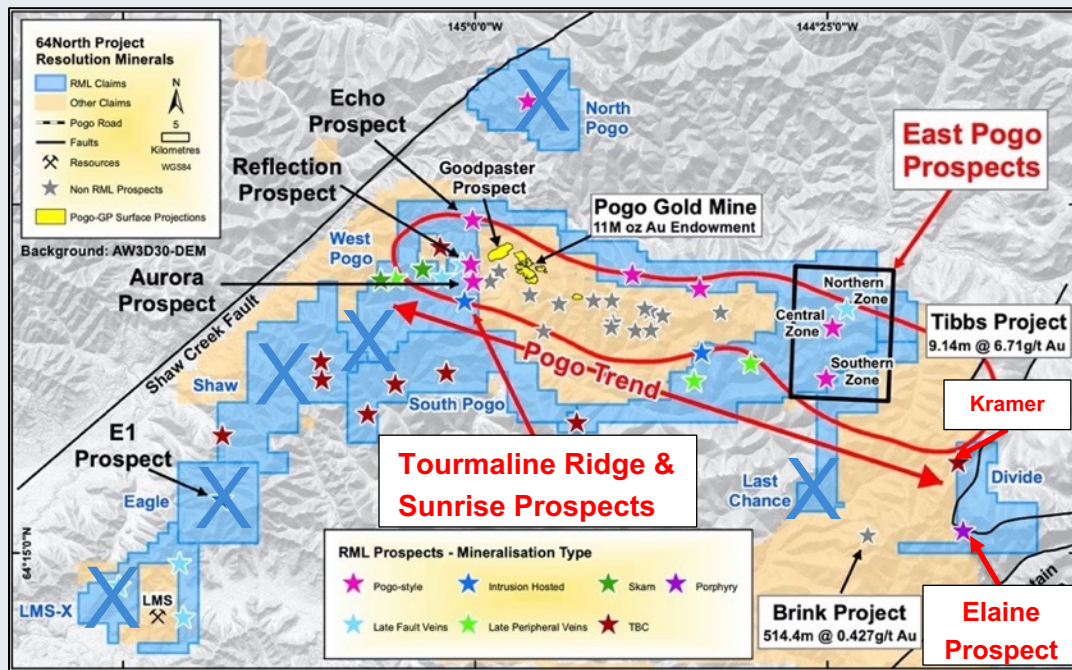 145°0'0"W
144°25'0"W
64North Project
Resolution Minerals
RML Claims
Other Claims
Pogo Road
Faults
Resources
Non RML Prospects
Pogo-GP Surface Projections
N
5
Kilometres
WGS84
Background: AW3D30-DEM
Echo
Prospect
Reflection
Prospect
Aurora
Prospect
Goodpaster
Prospect
North
Pogo
East Pogo
Prospects
Pogo Gold Mine
11M oz Au Endowment
West
Pogo
Shaw Creek Fault
Northern
Zone
Central
Zone
Southern
Zone
Tibbs Project
9.14m @ 6.71g/t Au
Pogo Trend
Shaw
South Pogo
Kramer
E1
Prospect
Eagle
Tourmaline Ridge &
Sunrise Prospects
Last
Chance
Divide
64°15'0"N
LMS-X
LMS
RML Prospects - Mineralisation Type
Pogo-style
Intrusion Hosted
Skarn
Porphyry
Late Fault Veins
Late Peripheral Veins
TBC
Brink Project
514.4m @ 0.427g/t Au
Elaine
Prospect